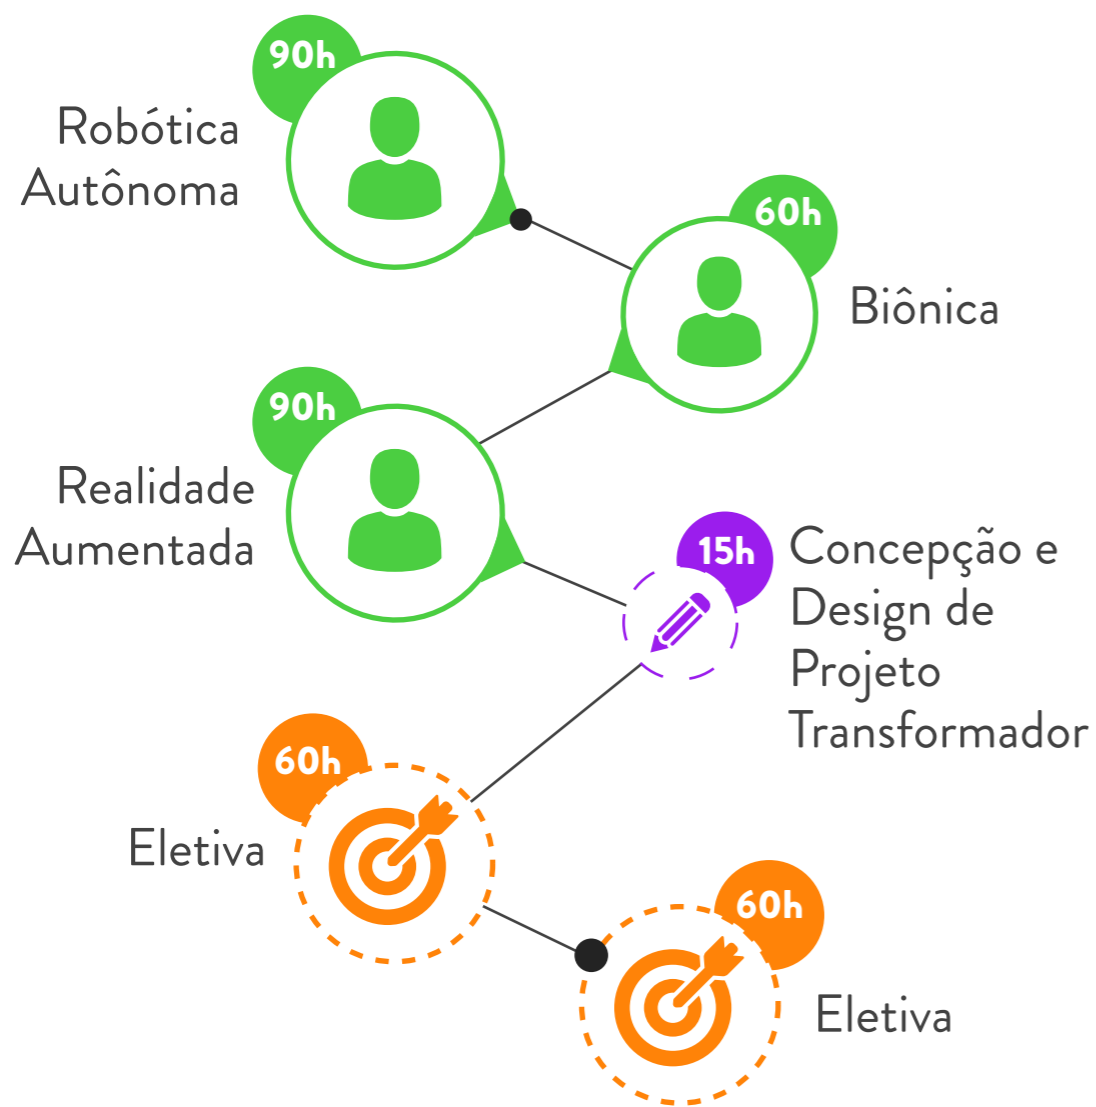 90h
Robótica
Autônoma
60h
Biônica
90h
Realidade
Aumentada
15h
Concepção e
Design de
Projeto
Transformador
60h
Eletiva
60h
Eletiva